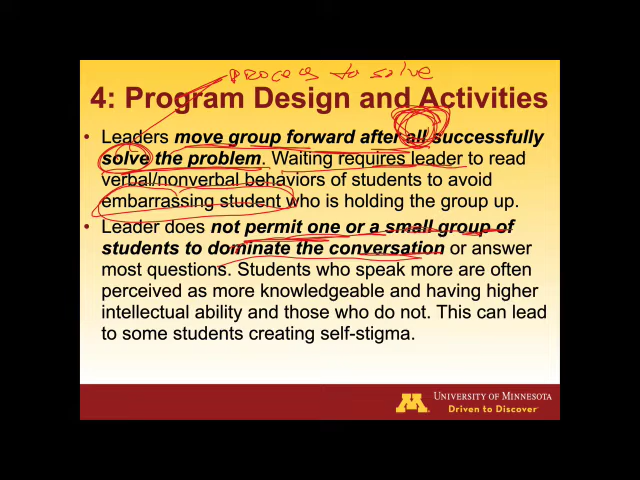 process to solve
4: Program Design and Activities
• Leaders move group forward after all successfully
solve the problem. Waiting requires leader to read
verbal/nonverbal behaviors of students to avoid
embarrassing student who is holding the group up.
• Leader does not permit one or a small group of
students to dominate the conversation or answer
most questions. Students who speak more are often
perceived as more knowledgeable and having higher
intellectual ability and those who do not. This can lead
to some students creating self-stigma.
M
UNIVERSITY OF MINNESOTA
Driven to Discover